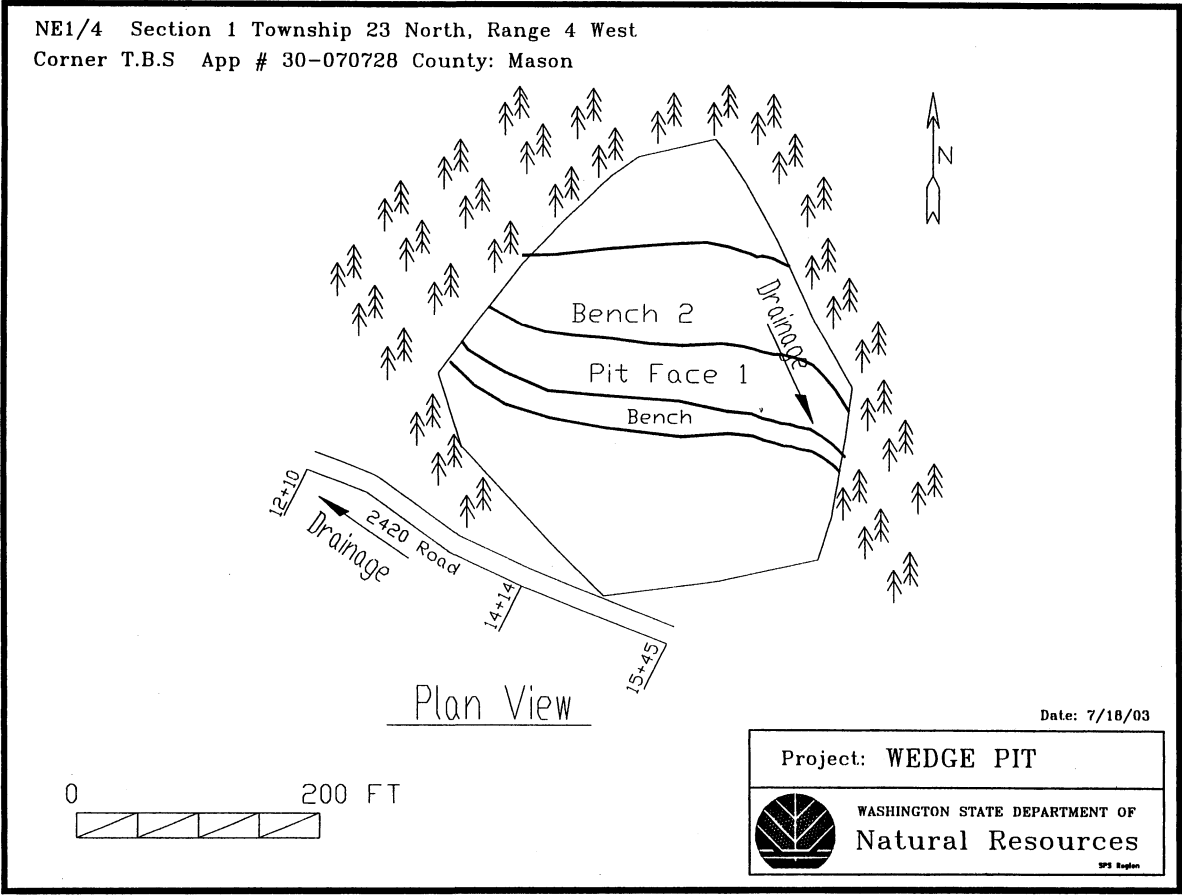 NE1/4 Section 1 Township 23 North, Range 4 West
Corner T.B.S App # 30-070728 County: Mason
N
Bench 2
Drainage
Pit Face 1
Bench
12+10
2420 Road
Drainage
14+14
15+45
Plan View
Date: 7/18/03
Project: WEDGE PIT
0 200 FT
WASHINGTON STATE DEPARTMENT OF
Natural Resources
SPS Region